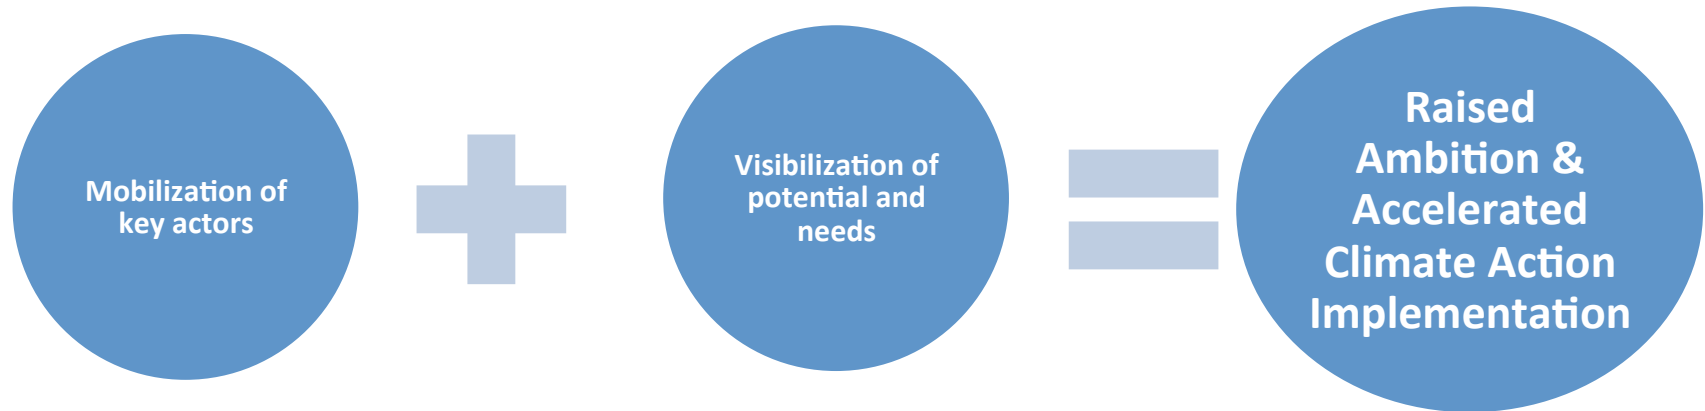 Mobilization of
key actors
Visibilization of
potential and
needs
Raised
Ambition &
Accelerated
Climate Action
Implementation